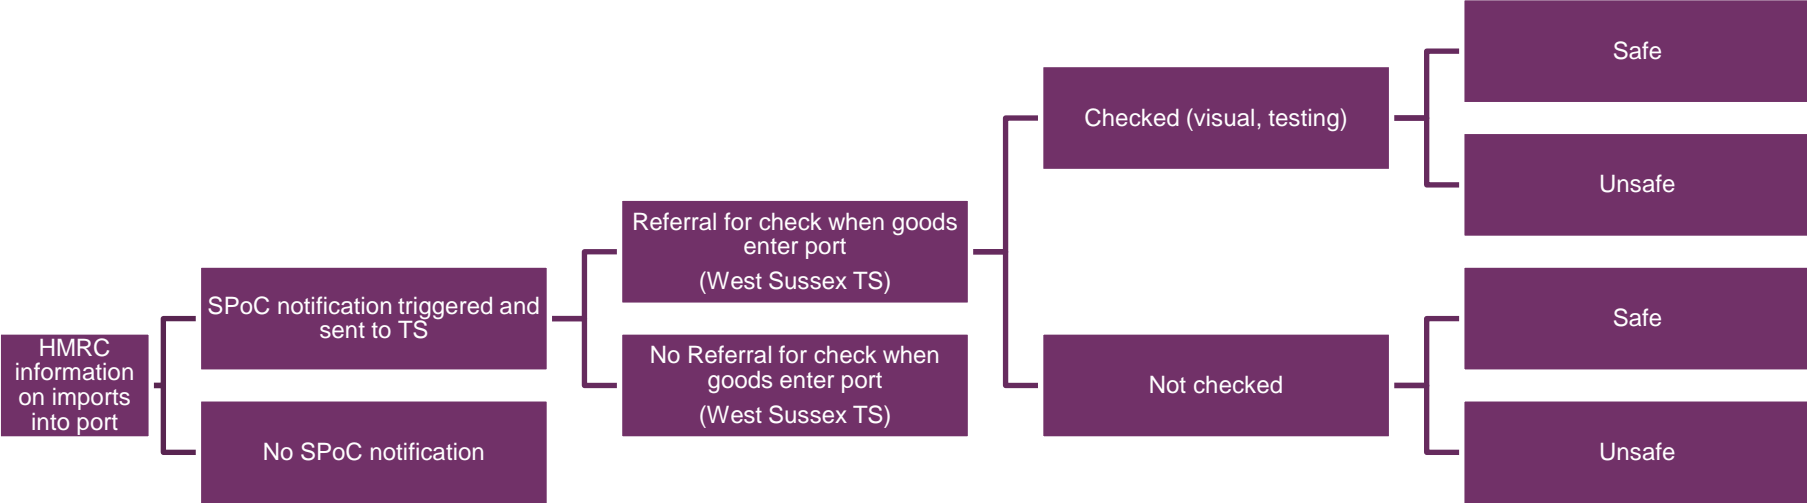 HMRC
information
on imports
into port
SPoC notification triggered and
sent to TS
No SPoC notification
Referral for check when goods
enter port
(West Sussex TS)
No Referral for check when
goods enter port
(West Sussex TS)
Checked (visual, testing)
Not checked
Safe
Unsafe
Safe
Unsafe